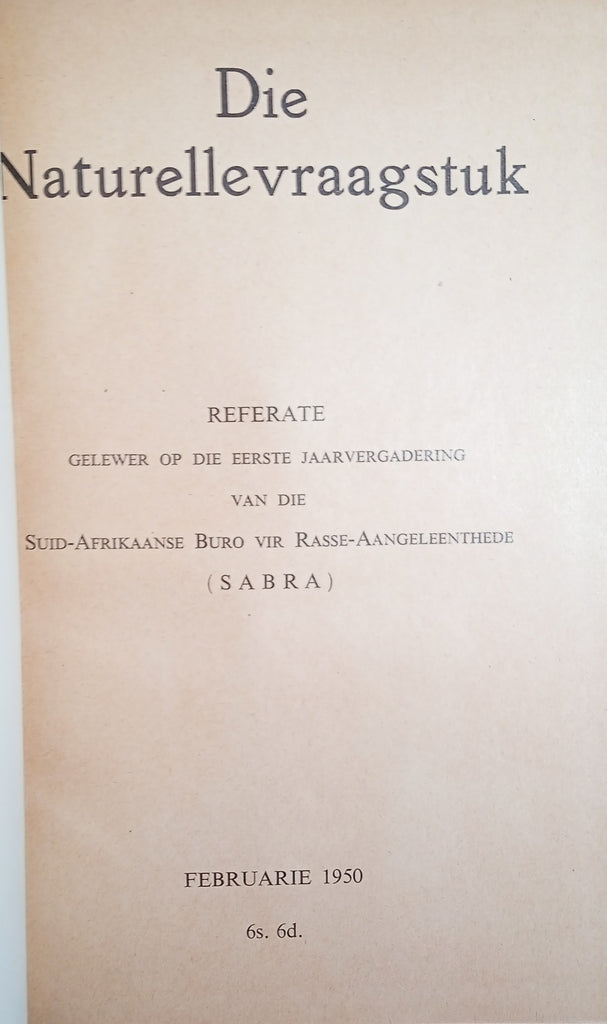 Die
Naturellevraagstuk
REFERATE
GELEWER OP DIE EERSTE JAARVERGADERING
VAN DIE
SUID-AFRIKAANSE BURO VIR RASSE-AANGELEENTHEDE
(SABRA)
FEBRUARIE 1950
6s. 6d.